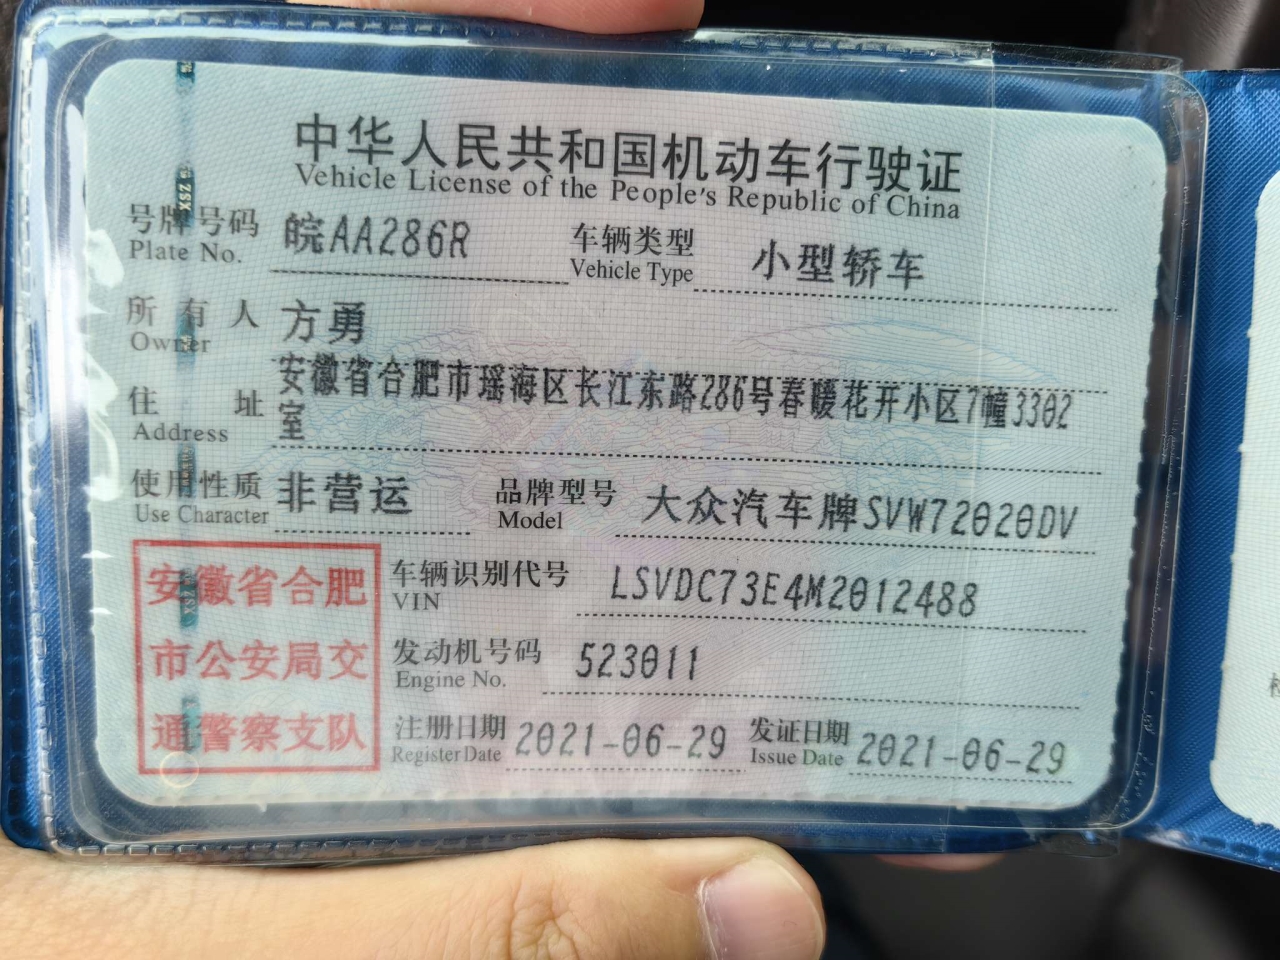 中华人民共和国机动车行驶证
Vehicle License of the People's Republic of China
号牌号码 皖AA286R 车辆类型 小型轿车
Plate No. Vehicle Type
所有人 方勇
Owner
住址 安徽省合肥市瑶海区长江东路286号春暖花开小区7幢3302
Address 室
使用性质 非营运 品牌型号 大众汽车牌SVW72020DV
Use Character Model
安徽省合肥
市公安局交
通警察支队
车辆识别代号 LSVDC73E4M2012488
VIN
发动机号码 523011
Engine No.
注册日期 2021-06-29 发证日期 2021-06-29
Register Date Issue Date
XSZ